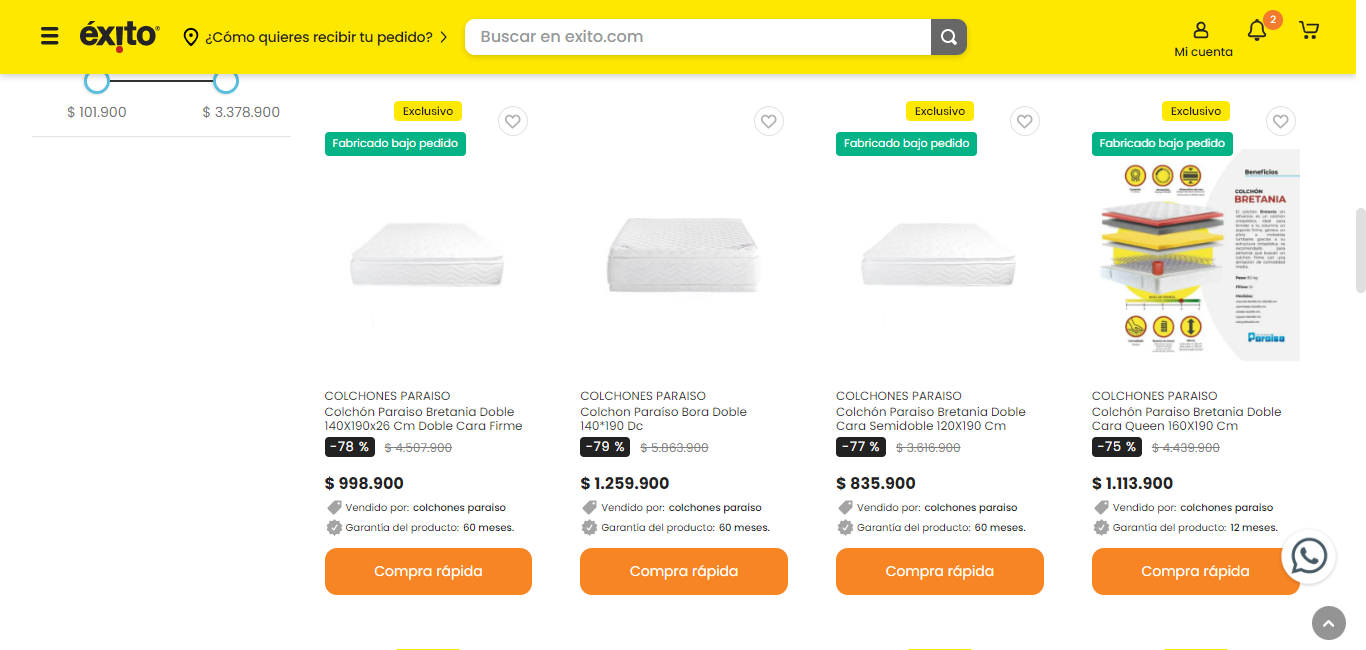 éxito
¿Cómo quieres recibir tu pedido?
Buscar en exito.com
Mi cuenta
2
$ 101.900
$ 3.378.900
Exclusivo
Fabricado bajo pedido
COLCHONES PARAISO
Colchón Paraiso Bretania Doble
140X190x26 Cm Doble Cara Firme
-78 % $ 4.507.900
$ 998.900
Vendido por: colchones paraiso
Garantía del producto: 60 meses.
Compra rápida
COLCHONES PARAISO
Colchon Paraíso Bora Doble
140*190 Dc
-79 % $ 5.863.900
$ 1.259.900
Vendido por: colchones paraiso
Garantía del producto: 60 meses.
Compra rápida
Exclusivo
Fabricado bajo pedido
COLCHONES PARAISO
Colchón Paraiso Bretania Doble
Cara Semidoble 120X190 Cm
-77 % $ 3.616.900
$ 835.900
Vendido por: colchones paraiso
Garantía del producto: 60 meses.
Compra rápida
Exclusivo
Fabricado bajo pedido
Beneficios
COLCHÓN
BRETANIA
Paraiso
COLCHONES PARAISO
Colchón Paraiso Bretania Doble
Cara Queen 160X190 Cm
-75 % $ 4.439.900
$ 1.113.900
Vendido por: colchones paraiso
Garantía del producto: 12 meses.
Compra rápida